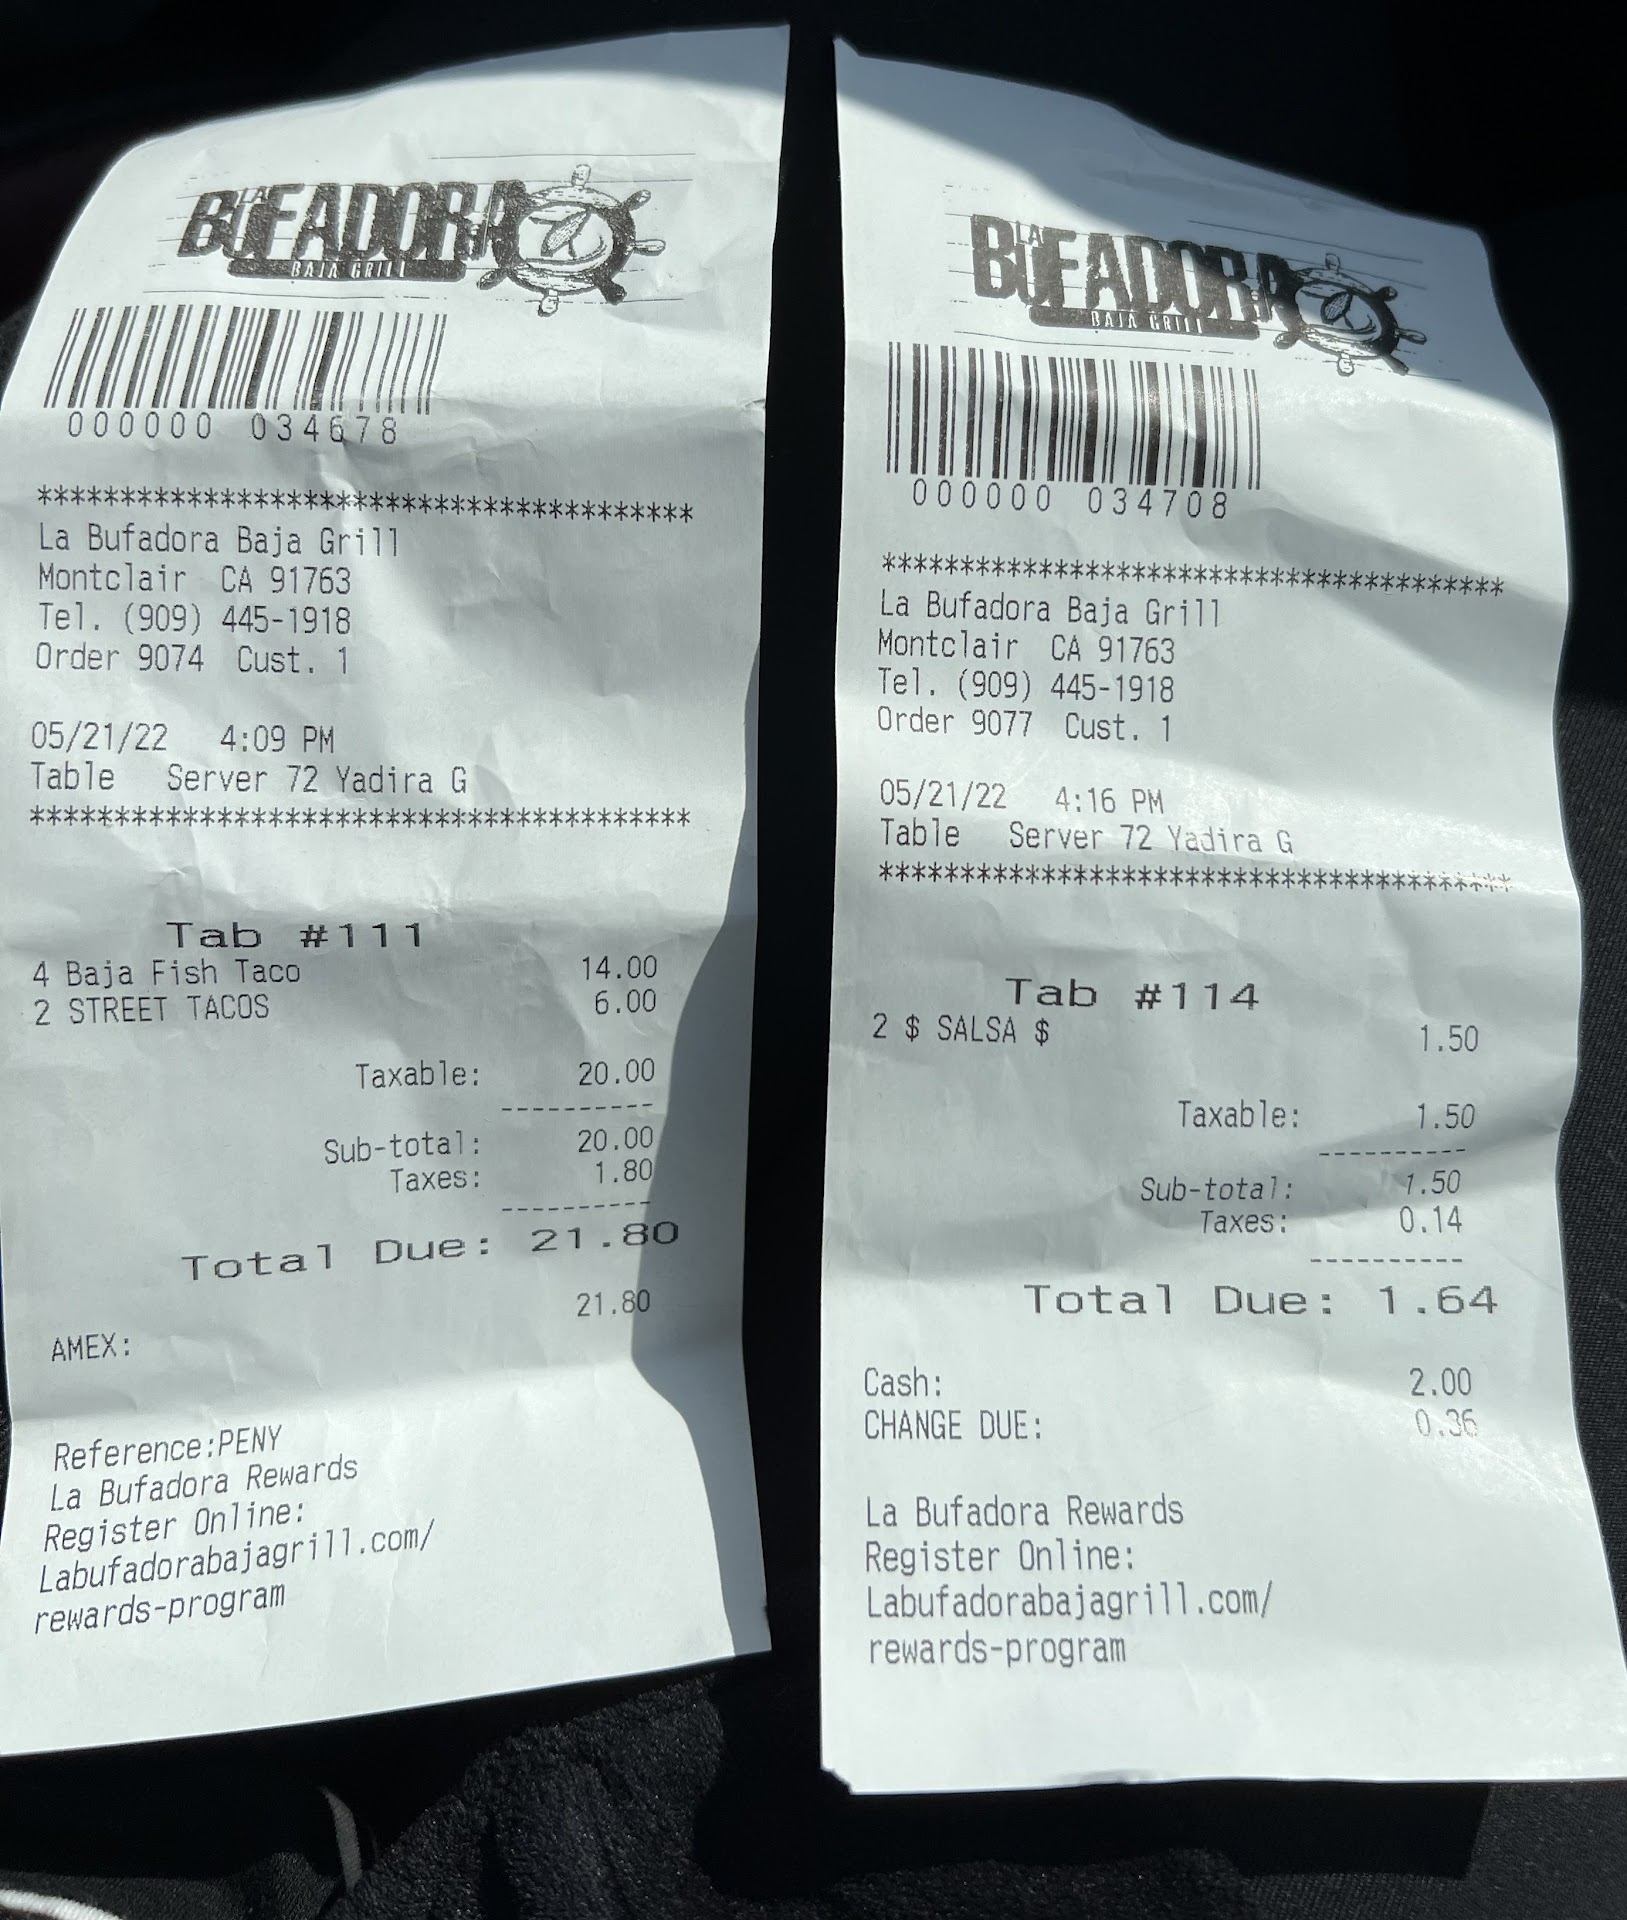 LA
BUFADORA
BAJA GRILL
000000 034678
***************************************
La Bufadora Baja Grill
Montclair CA 91763
Tel. (909) 445-1918
Order 9074 Cust. 1
05/21/22 4:09 PM
Table Server 72 Yadira G
***************************************
Tab #111
4 Baja Fish Taco 14.00
2 STREET TACOS 6.00
Taxable: 20.00
----------
Sub-total: 20.00
Taxes: 1.80
----------
Total Due: 21.80
21.80
AMEX:
Reference:PENY
La Bufadora Rewards
Register Online:
Labufadorabajagrill.com/
rewards-program
LA
BUFADORA
BAJA GRILL
000000 034708
***************************************
La Bufadora Baja Grill
Montclair CA 91763
Tel. (909) 445-1918
Order 9077 Cust. 1
05/21/22 4:16 PM
Table Server 72 Yadira G
***************************************
Tab #114
2 $ SALSA $ 1.50
Taxable: 1.50
----------
Sub-total: 1.50
Taxes: 0.14
----------
Total Due: 1.64
Cash: 2.00
CHANGE DUE: 0.36
La Bufadora Rewards
Register Online:
Labufadorabajagrill.com/
rewards-program